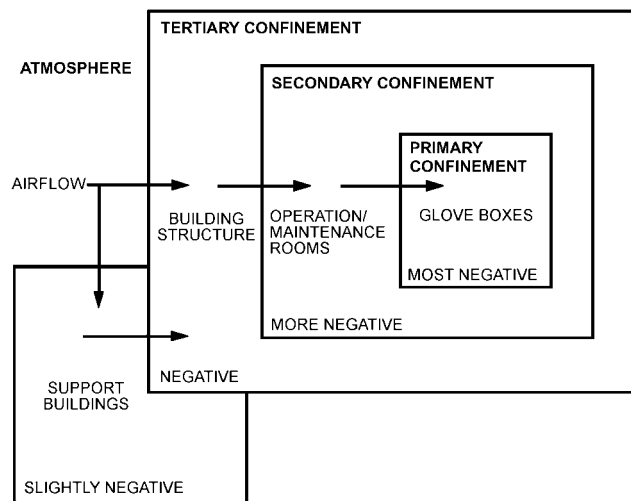 TERTIARY CONFINEMENT
ATMOSPHERE
SECONDARY CONFINEMENT
PRIMARY
CONFINEMENT
AIRFLOW
BUILDING
STRUCTURE
OPERATION/
MAINTENANCE
ROOMS
GLOVE BOXES
MOST NEGATIVE
MORE NEGATIVE
NEGATIVE
SUPPORT
BUILDINGS
SLIGHTLY NEGATIVE